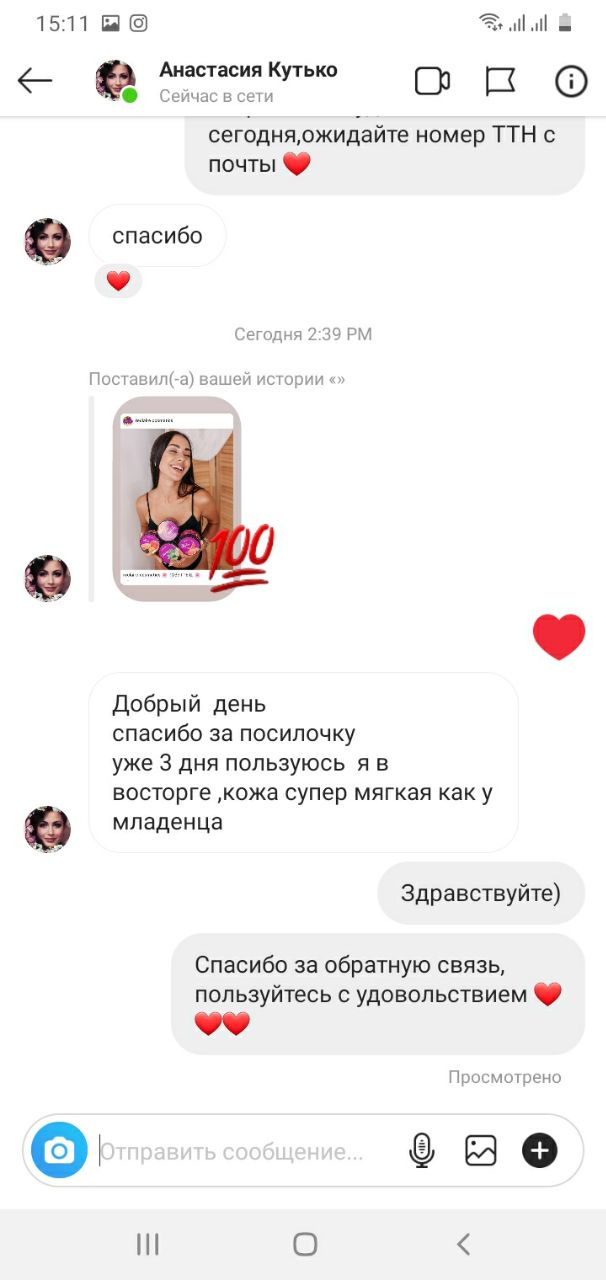 15:11
Анастасия Кутько
Сейчас в сети
сегодня,ожидайте номер ТТН с
почты ❤️
спасибо
Сегодня 2:39 PM
Поставил(-а) вашей истории «»
100
Добрый день
спасибо за посилочку
уже 3 дня пользуюсь я в
восторге ,кожа супер мягкая как у
младенца
Здравствуйте)
Спасибо за обратную связь,
пользуйтесь с удовольствием ❤️
❤️❤️
Просмотрено
Отправить сообщение...